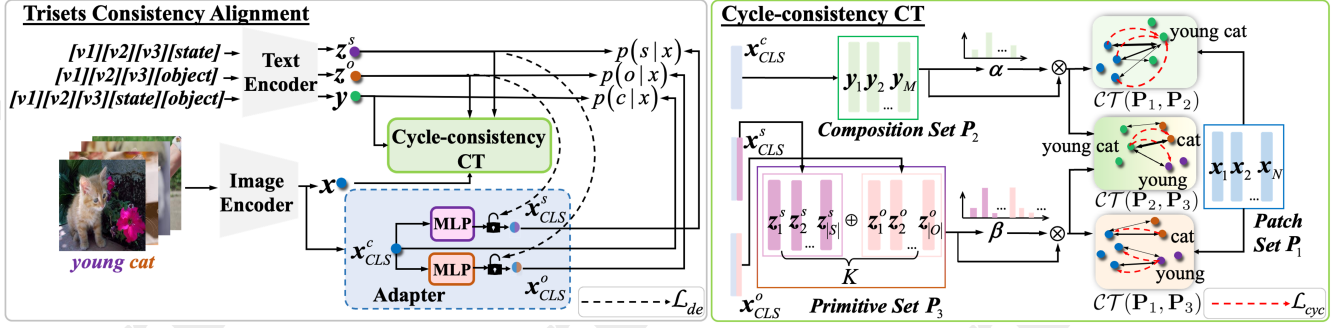 Trisets Consistency Alignment
[v1][v2][v3][state]
[v1][v2][v3][object]
[v1][v2][v3][state][object]
Text
Encoder
z^s
z^o
y
p(s|x)
p(o|x)
p(c|x)
Cycle-consistency
CT
Image
Encoder
x
young cat
x^c_CLS
MLP
MLP
x^s_CLS
x^o_CLS
Adapter
L_de
Cycle-consistency CT
x^c_CLS
y_1 y_2 y_M
...
Composition Set P_2
...
α
⊗
young cat
CT(P_1, P_2)
x^s_CLS
z^s_1 z^s_2 z^s_|S| ⊕ z^o_1 z^o_2 z^o_|O|
... ...
K
x^o_CLS
Primitive Set P_3
...
β
⊗
cat
young cat
young
CT(P_2, P_3)
cat
young
CT(P_1, P_3)
x_1 x_2 x_N
...
Patch
Set P_1
L_cyc